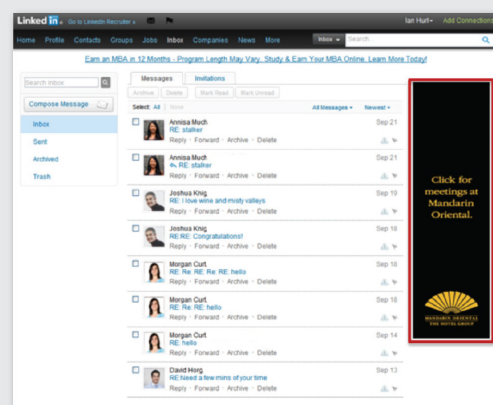 Linked in. Go to LinkedIn Recruiter » Ian Hurl Add Connections
Home Profile Contacts Groups Jobs Inbox Companies News More Inbox Search
Earn an MBA in 12 Months - Program Length May Vary. Study & Earn Your MBA Online. Learn More Today!
Search Inbox Messages Invitations
Archive Delete Mark Read Mark Unread
Compose Message Select: All None All Messages Newest
Inbox
Sent
Archived
Trash
Annisa Much Sep 21
RE: stalker
Reply · Forward · Archive · Delete
Annisa Much Sep 21
RE: stalker
Reply · Forward · Archive · Delete
Joshua Knig Sep 19
RE: I love wine and misty valleys
Reply · Forward · Archive · Delete
Joshua Knig Sep 18
RE:RE: Congratulations!
Reply · Forward · Archive · Delete
Morgan Curt Sep 18
RE: Re: RE: Re: RE: hello
Reply · Forward · Archive · Delete
Morgan Curt Sep 18
RE: Re: RE: hello
Reply · Forward · Archive · Delete
Morgan Curt Sep 14
RE: hello
Reply · Forward · Archive · Delete
David Horg Sep 13
RE:Need a few mins of your time
Reply · Forward · Archive · Delete
Click for
meetings at
Mandarin
Oriental.
MANDARIN ORIENTAL
THE HOTEL GROUP